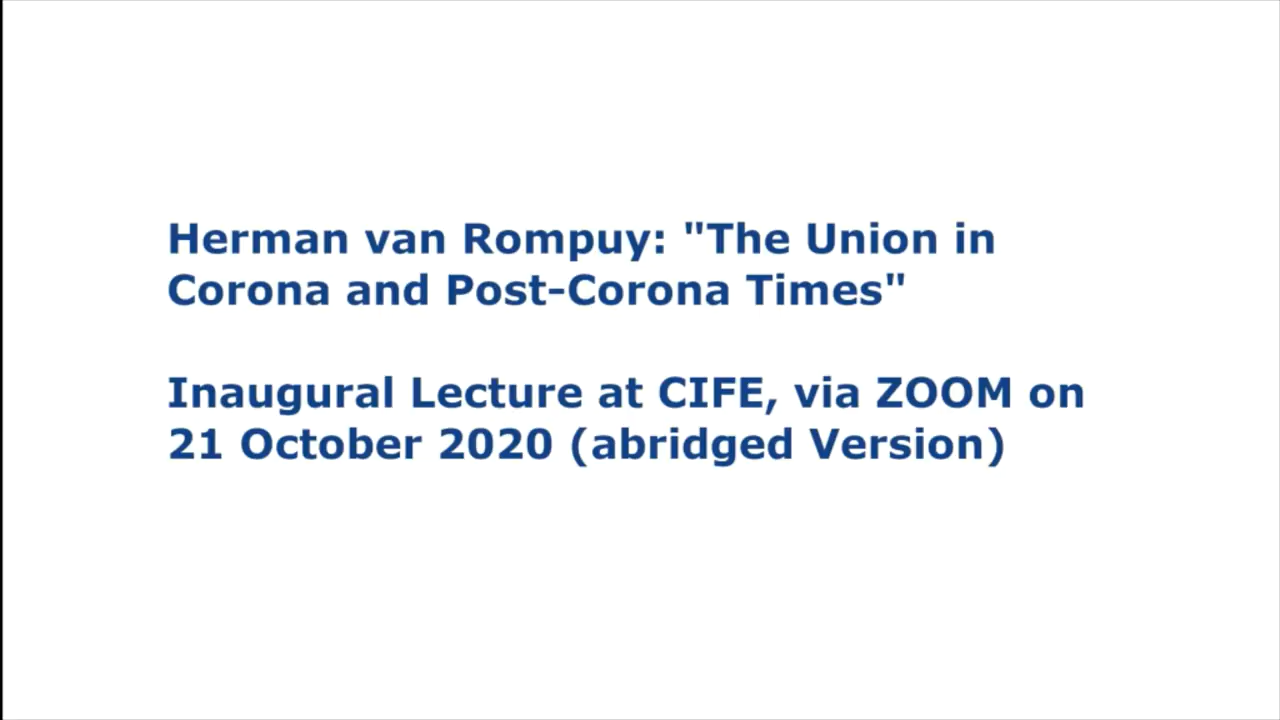 Herman van Rompuy: "The Union in
Corona and Post-Corona Times"
Inaugural Lecture at CIFE, via ZOOM on
21 October 2020 (abridged Version)